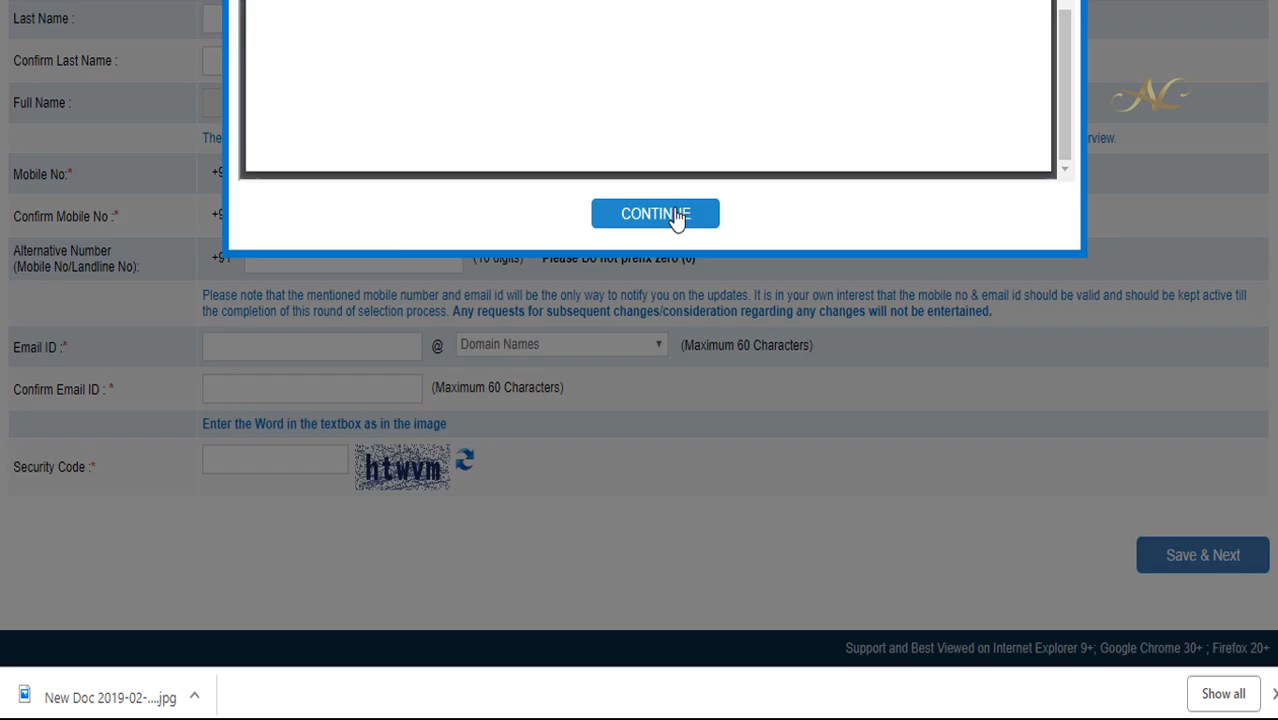 Last Name :
Confirm Last Name :
Full Name :
The
rview.
Mobile No:*
Confirm Mobile No :*
Alternative Number
(Mobile No/Landline No):
+91
(10 digits) Please Do not prefix zero (0)
CONTINUE
Please note that the mentioned mobile number and email id will be the only way to notify you on the updates. It is in your own interest that the mobile no & email id should be valid and should be kept active till
the completion of this round of selection process. Any requests for subsequent changes/consideration regarding any changes will not be entertained.
Email ID :* @ Domain Names (Maximum 60 Characters)
Confirm Email ID : * (Maximum 60 Characters)
Enter the Word in the textbox as in the image
Security Code :* htwvm
Save & Next
Support and Best Viewed on Internet Explorer 9+; Google Chrome 30+ ; Firefox 20+
New Doc 2019-02-....jpg
Show all